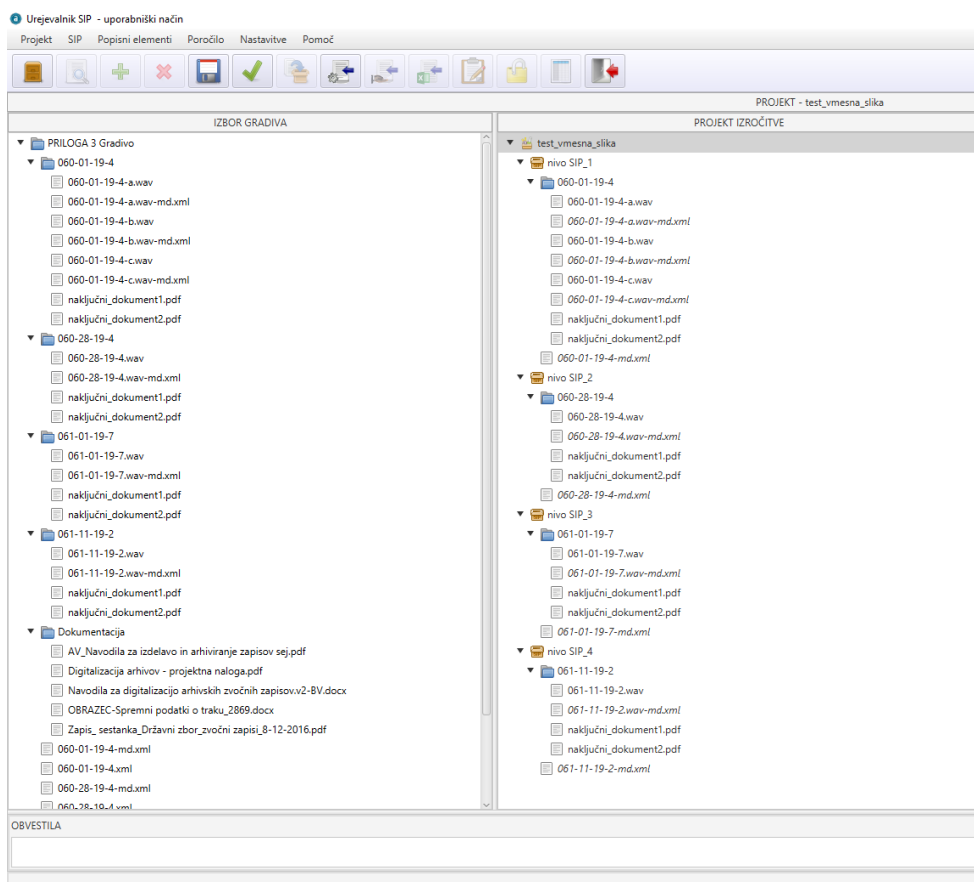 Urejevalnik SIP - uporabniški način
Projekt SIP Popisni elementi Poročilo Nastavitve Pomoč
PROJEKT - test_vmesna_slika
IZBOR GRADIVA
PRILOGA 3 Gradivo
060-01-19-4
060-01-19-4-a.wav
060-01-19-4-a.wav-md.xml
060-01-19-4-b.wav
060-01-19-4-b.wav-md.xml
060-01-19-4-c.wav
060-01-19-4-c.wav-md.xml
naključni_dokument1.pdf
naključni_dokument2.pdf
060-28-19-4
060-28-19-4.wav
060-28-19-4.wav-md.xml
naključni_dokument1.pdf
naključni_dokument2.pdf
061-01-19-7
061-01-19-7.wav
061-01-19-7.wav-md.xml
naključni_dokument1.pdf
naključni_dokument2.pdf
061-11-19-2
061-11-19-2.wav
061-11-19-2.wav-md.xml
naključni_dokument1.pdf
naključni_dokument2.pdf
Dokumentacija
AV_Navodila za izdelavo in arhiviranje zapisov sej.pdf
Digitalizacija arhivov - projektna naloga.pdf
Navodila za digitalizacijo arhivskih zvočnih zapisov.v2-BV.docx
OBRAZEC-Spremni podatki o traku_2869.docx
Zapis_ sestanka_Državni zbor_zvočni zapisi_8-12-2016.pdf
060-01-19-4-md.xml
060-01-19-4.xml
060-28-19-4-md.xml
060-28-19-4.xml
PROJEKT IZROČITVE
test_vmesna_slika
nivo SIP_1
060-01-19-4
060-01-19-4-a.wav
060-01-19-4-a.wav-md.xml
060-01-19-4-b.wav
060-01-19-4-b.wav-md.xml
060-01-19-4-c.wav
060-01-19-4-c.wav-md.xml
naključni_dokument1.pdf
naključni_dokument2.pdf
060-01-19-4-md.xml
nivo SIP_2
060-28-19-4
060-28-19-4.wav
060-28-19-4.wav-md.xml
naključni_dokument1.pdf
naključni_dokument2.pdf
060-28-19-4-md.xml
nivo SIP_3
061-01-19-7
061-01-19-7.wav
061-01-19-7.wav-md.xml
naključni_dokument1.pdf
naključni_dokument2.pdf
061-01-19-7-md.xml
nivo SIP_4
061-11-19-2
061-11-19-2.wav
061-11-19-2.wav-md.xml
naključni_dokument1.pdf
naključni_dokument2.pdf
061-11-19-2-md.xml
OBVESTILA